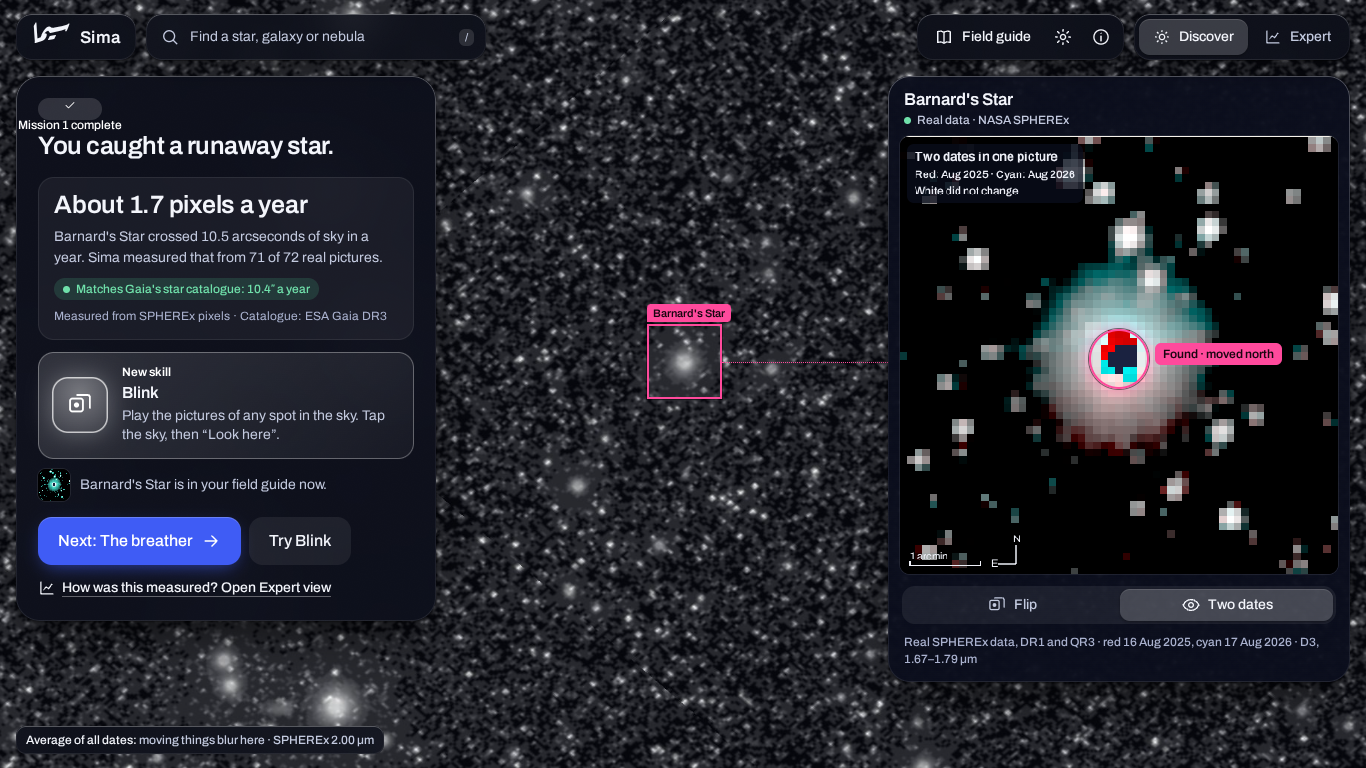 Sima
Find a star, galaxy or nebula
/
Field guide
Discover
Expert
Mission 1 complete
You caught a runaway star.
About 1.7 pixels a year
Barnard's Star crossed 10.5 arcseconds of sky in a
year. Sima measured that from 71 of 72 real pictures.
Matches Gaia's star catalogue: 10.4″ a year
Measured from SPHEREx pixels · Catalogue: ESA Gaia DR3
New skill
Blink
Play the pictures of any spot in the sky. Tap
the sky, then “Look here”.
Barnard's Star is in your field guide now.
Next: The breather
Try Blink
How was this measured? Open Expert view
Average of all dates: moving things blur here · SPHEREx 2.00 µm
Barnard's Star
Barnard's Star
Real data · NASA SPHEREx
Two dates in one picture
Red: Aug 2025 · Cyan: Aug 2026
White did not change
Found · moved north
1 arcmin
N
E
Flip
Two dates
Real SPHEREx data, DR1 and QR3 · red 16 Aug 2025, cyan 17 Aug 2026 · D3,
1.67–1.79 µm